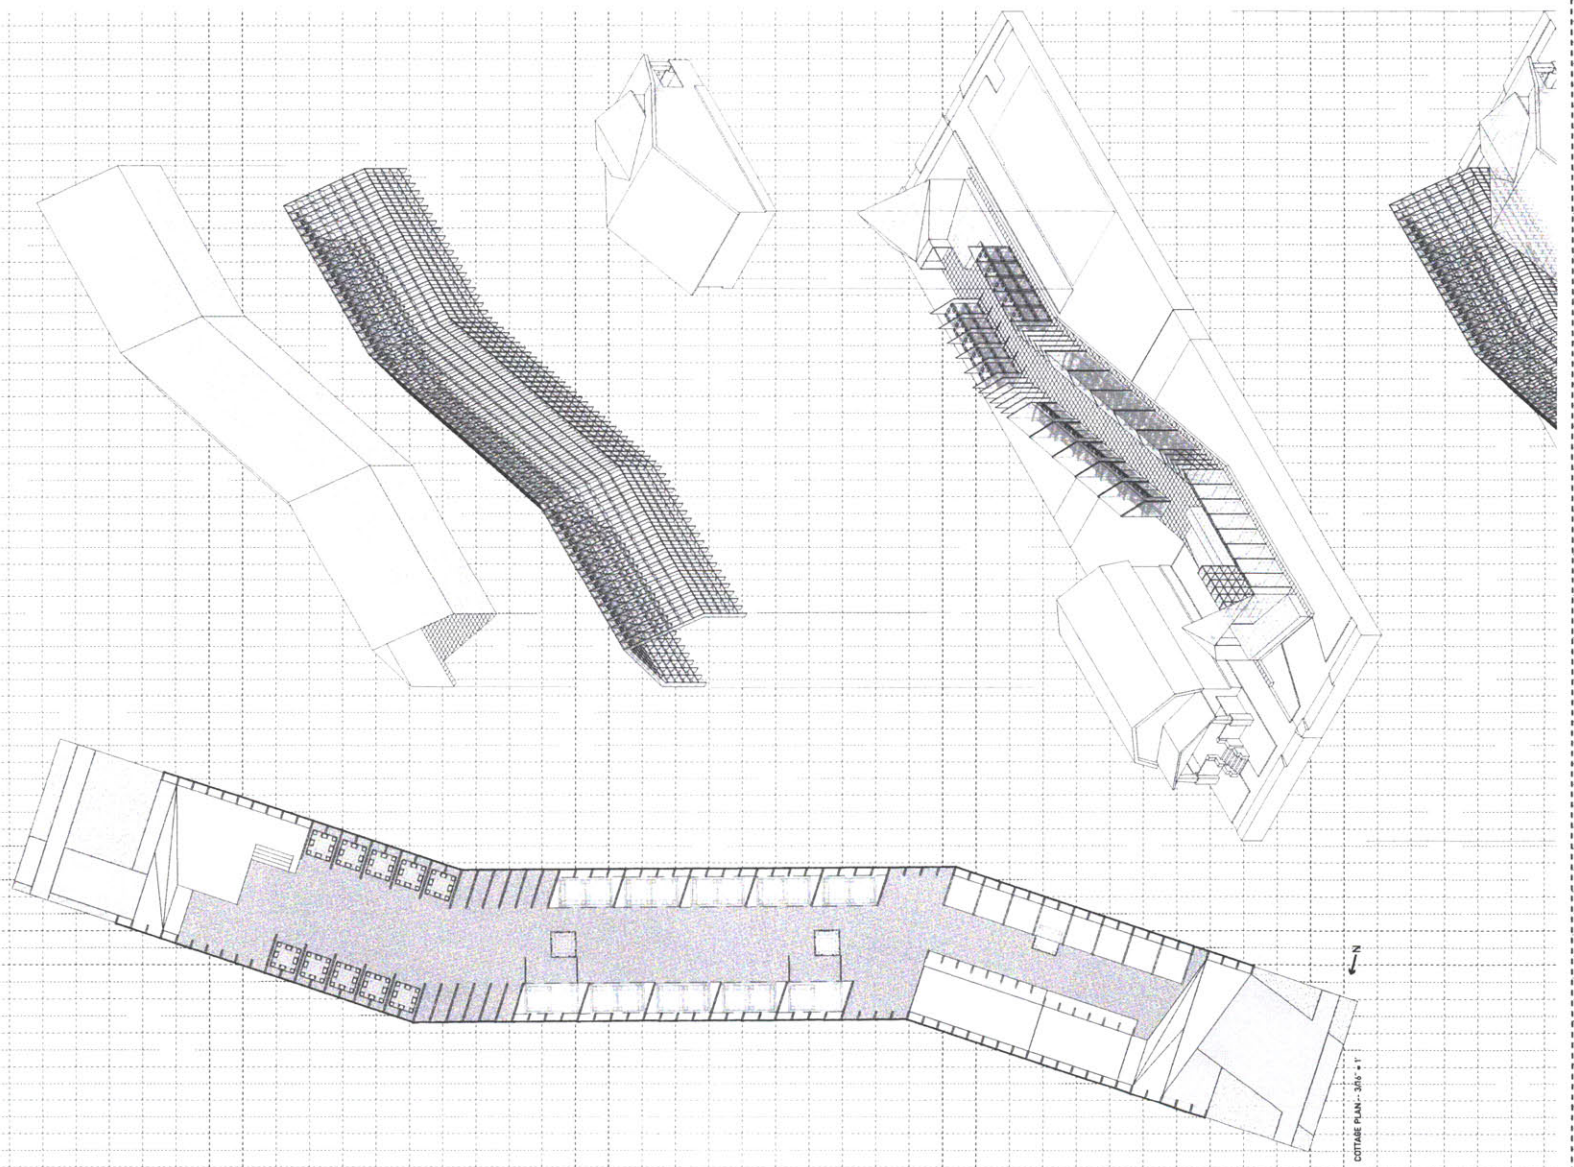 N
COTTAGE PLAN-- 3/16" = 1'